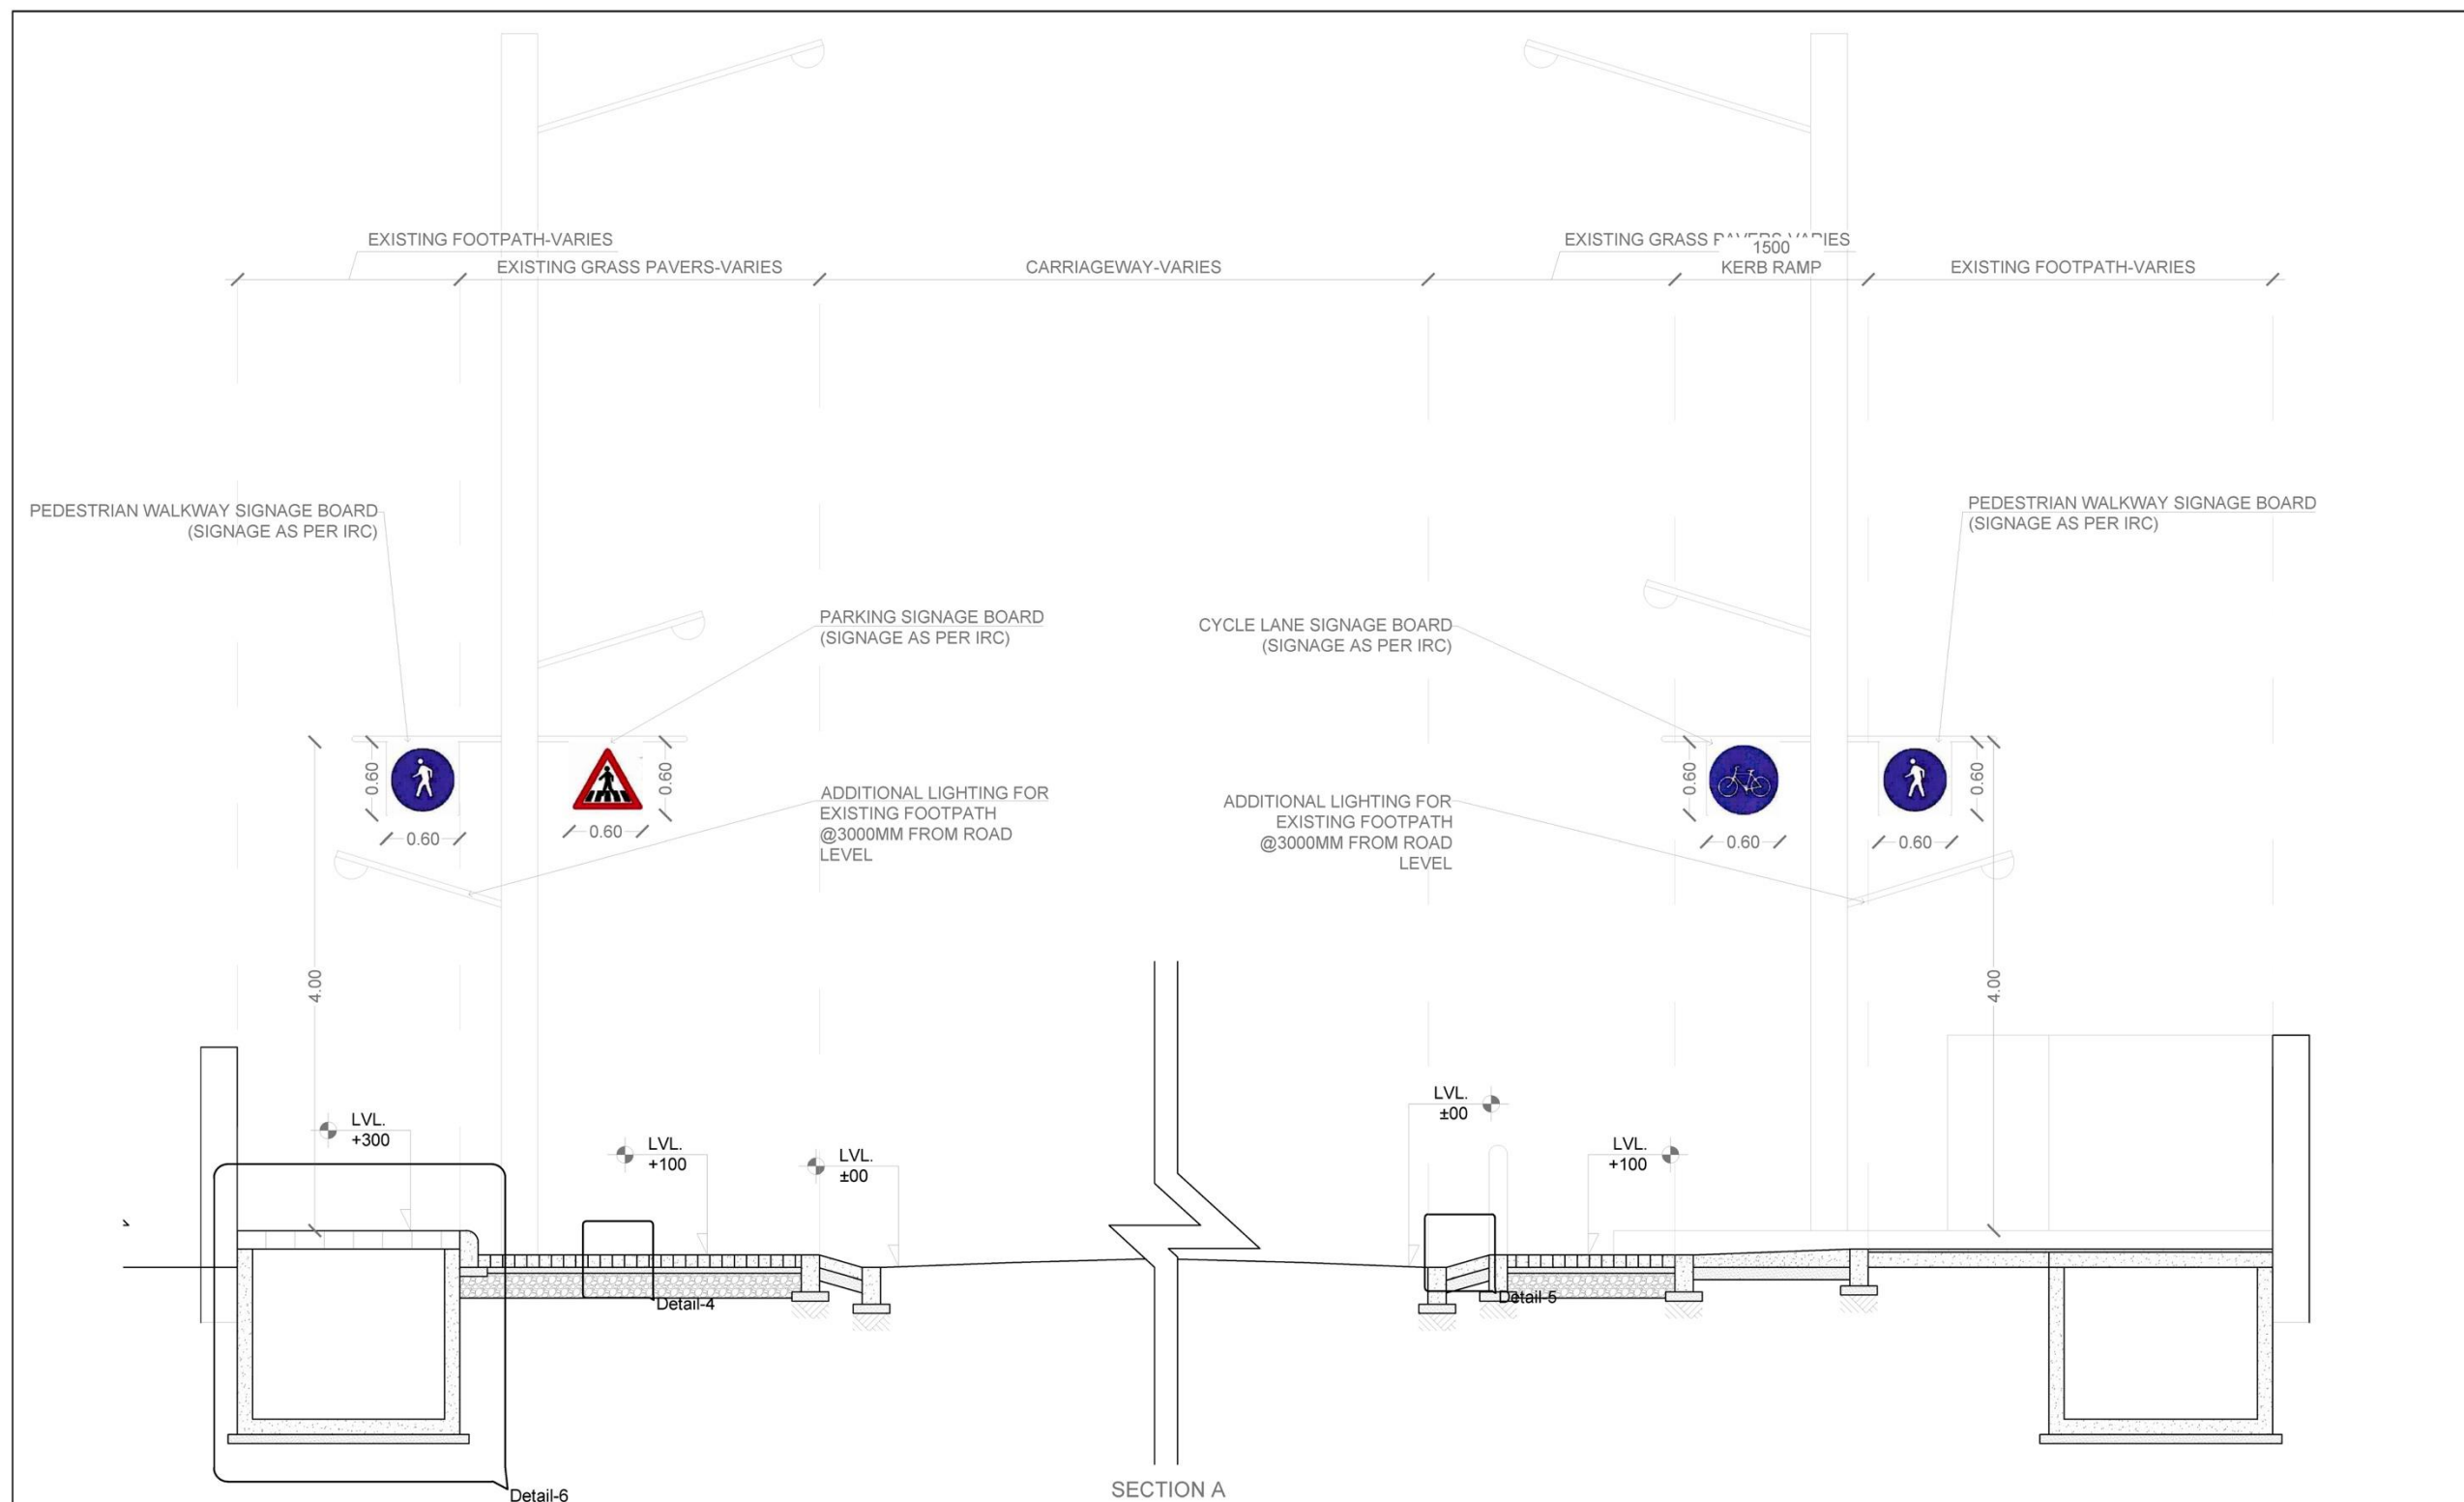 EXISTING FOOTPATH-VARIES
EXISTING GRASS PAVERS-VARIES
CARRIAGEWAY-VARIES
EXISTING GRASS PAVERS-VARIES
1500
KERB RAMP
EXISTING FOOTPATH-VARIES
PEDESTRIAN WALKWAY SIGNAGE BOARD
(SIGNAGE AS PER IRC)
PEDESTRIAN WALKWAY SIGNAGE BOARD
(SIGNAGE AS PER IRC)
PARKING SIGNAGE BOARD
(SIGNAGE AS PER IRC)
CYCLE LANE SIGNAGE BOARD
(SIGNAGE AS PER IRC)
0.60
0.60
0.60
0.60
0.60
0.60
0.60
0.60
ADDITIONAL LIGHTING FOR
EXISTING FOOTPATH
@3000MM FROM ROAD
LEVEL
ADDITIONAL LIGHTING FOR
EXISTING FOOTPATH
@3000MM FROM ROAD
LEVEL
4.00
4.00
LVL.
+300
LVL.
+100
LVL.
±00
LVL.
±00
LVL.
+100
Detail-4
Detail-5
Detail-6
SECTION A